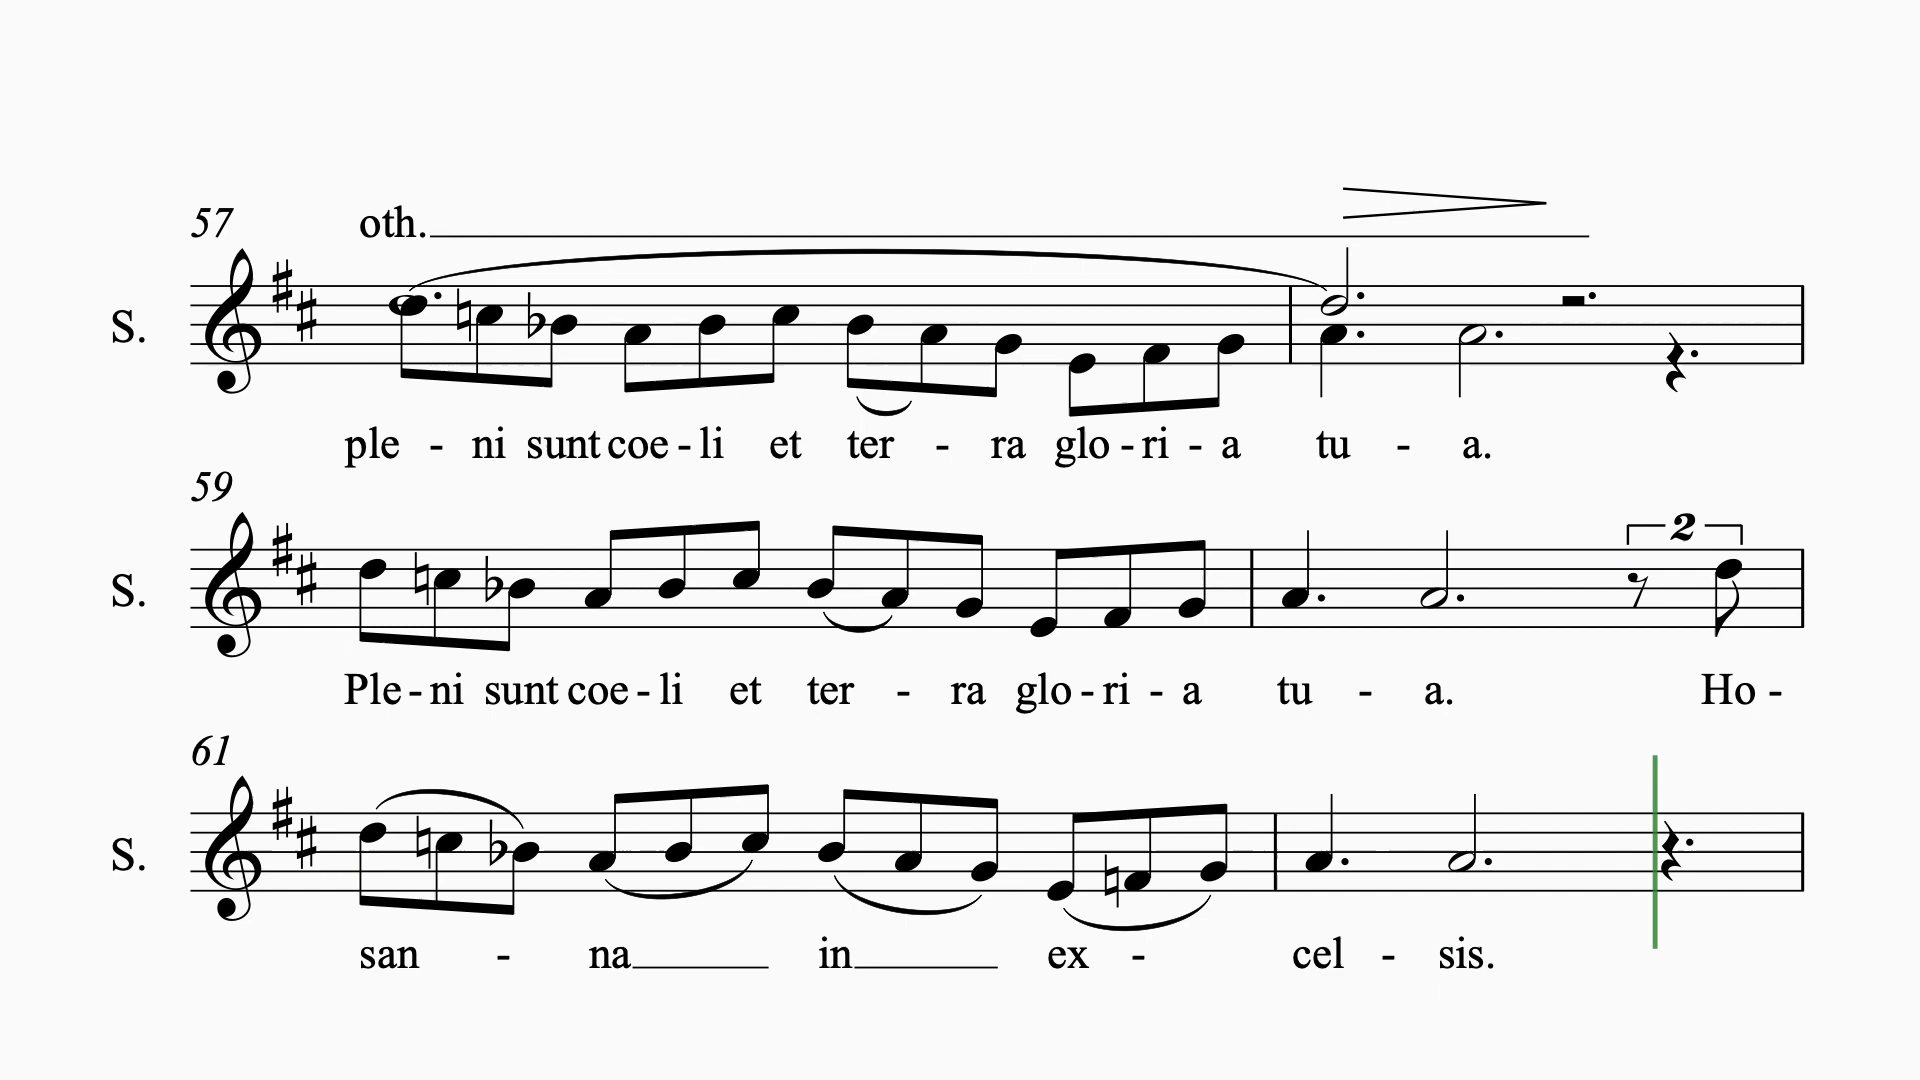 57 oth.
S.
ple - ni sunt coe - li et ter - ra glo - ri - a tu - a.
59
2
S.
Ple - ni sunt coe - li et ter - ra glo - ri - a tu - a. Ho -
61
S.
san - na in ex - cel - sis.